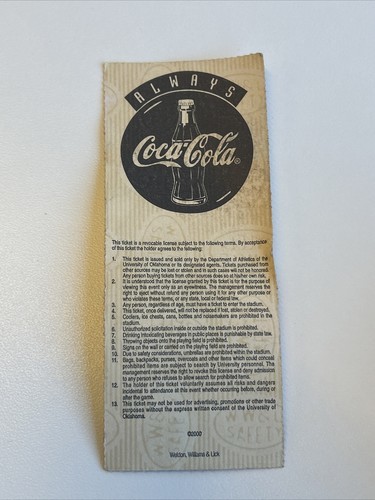 ALWAYS
Coca-Cola®
This ticket is a revocable license subject to the following terms. By acceptance
of this ticket the holder agrees to the following:
1. This ticket is issued and sold only by the Department of Athletics of the
University of Oklahoma or its designated agents. Tickets purchased from
other sources may be lost or stolen and in such cases will not be honored.
Any person buying tickets from other sources does so at his/her own risk.
2. It is understood that the license granted by this ticket is for the purpose of
viewing this event only as an eyewitness. The management reserves the
right to eject without refund any person using it for any other purpose or
who violates these terms, or any state, local or federal law.
3. Any person, regardless of age, must have a ticket to enter the stadium.
4. This ticket, once delivered, will not be replaced if lost, stolen or destroyed.
5. Coolers, ice chests, cans, bottles and noisemakers are prohibited in the
stadium.
6. Unauthorized solicitation inside or outside the stadium is prohibited.
7. Drinking intoxicating beverages in public places is punishable by state law.
8. Throwing objects onto the playing field is prohibited.
9. Signs on the wall or carried on the playing field are prohibited.
10. Due to safety considerations, umbrellas are prohibited within the stadium.
11. Bags, backpacks, purses, overcoats and other items which could conceal
prohibited items are subject to search by University personnel. The
management reserves the right to revoke this license and deny admission
to any person who refuses to allow search for prohibited items.
12. The holder of this ticket voluntarily assumes all risks and dangers
incidental to attendance at this event whether occurring before, during or
after the game.
13. This ticket may not be used for advertising, promotions or other trade
purposes without the express written consent of the University of
Oklahoma.
©2002
Weldon, Williams & Lick